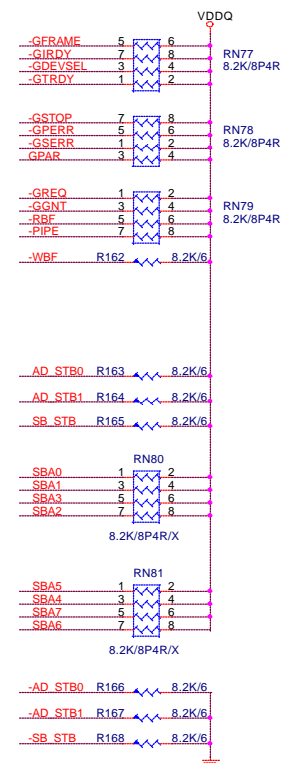 VDDQ
-GFRAME 5 6
-GIRDY 7 8 RN77
-GDEVSEL 3 4 8.2K/8P4R
-GTRDY 1 2
-GSTOP 7 8
-GPERR 5 6 RN78
-GSERR 1 2 8.2K/8P4R
GPAR 3 4
-GREQ 1 2
-GGNT 3 4 RN79
-RBF 5 6 8.2K/8P4R
-PIPE 7 8
-WBF R162 8.2K/6
AD_STB0 R163 8.2K/6
AD_STB1 R164 8.2K/6
SB_STB R165 8.2K/6
RN80
SBA0 1 2
SBA1 3 4
SBA3 5 6
SBA2 7 8
8.2K/8P4R/X
RN81
SBA5 1 2
SBA4 3 4
SBA7 5 6
SBA6 7 8
8.2K/8P4R/X
-AD_STB0 R166 8.2K/6
-AD_STB1 R167 8.2K/6
-SB_STB R168 8.2K/6